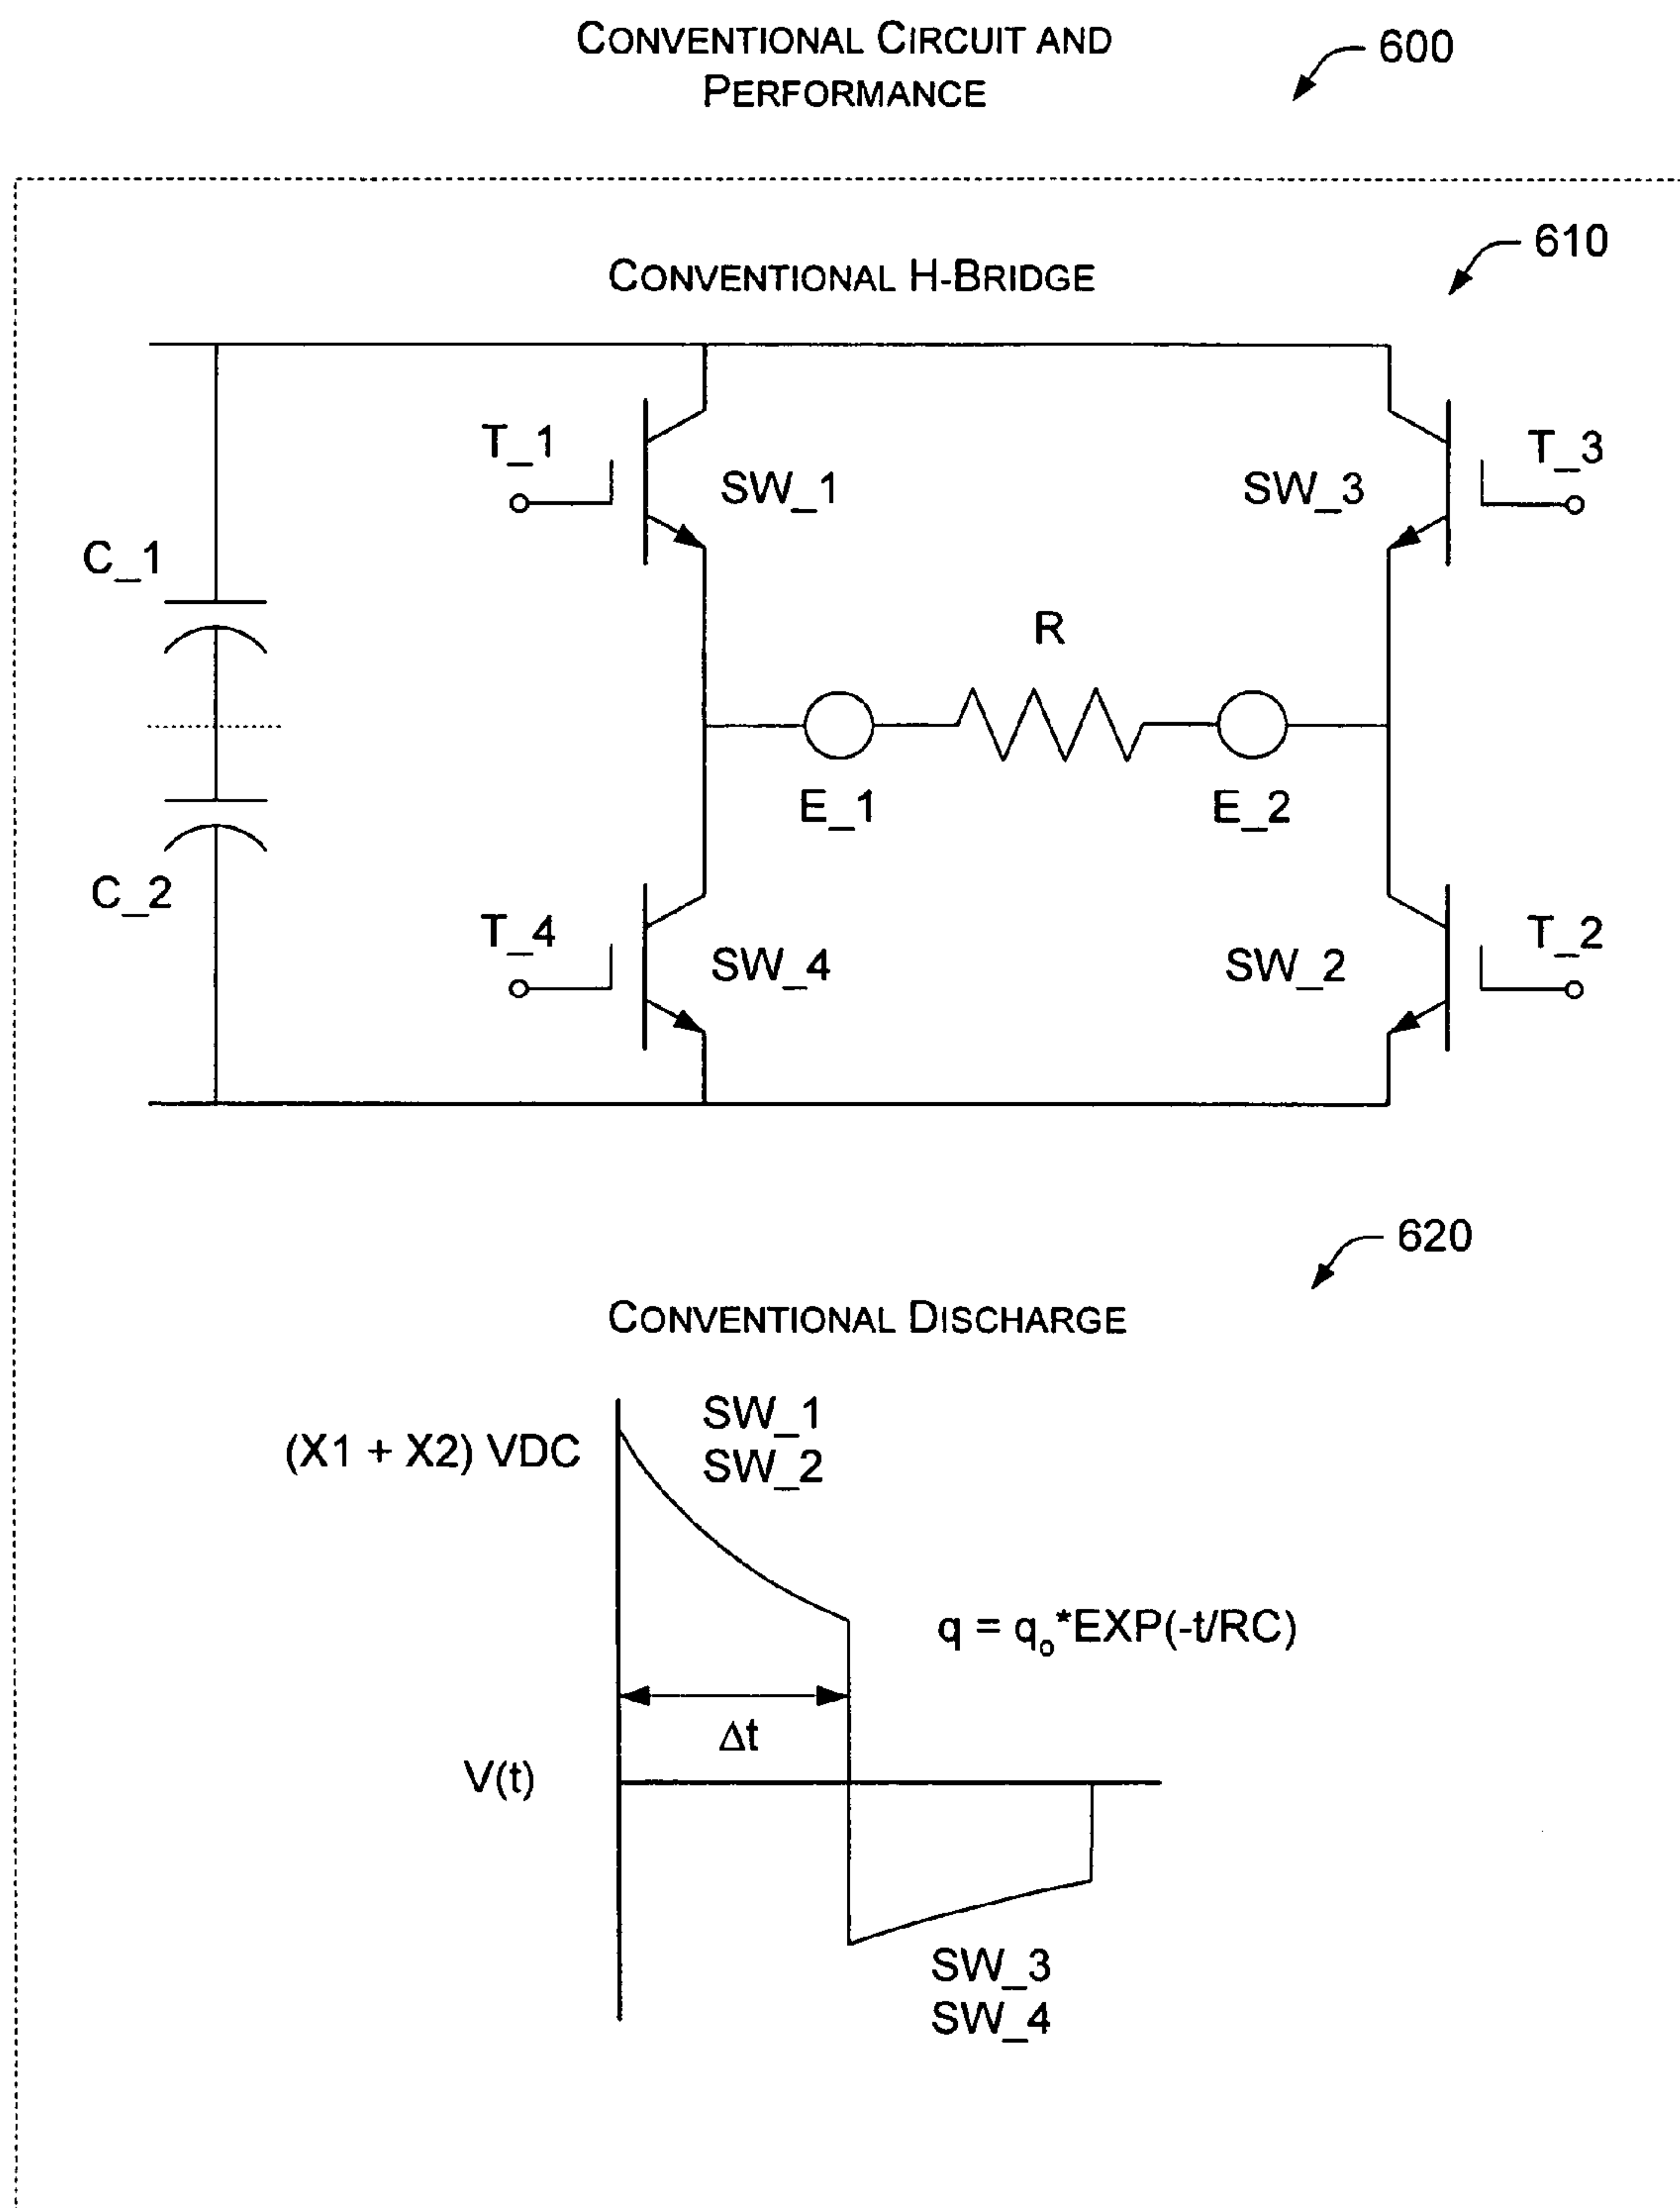 CONVENTIONAL CIRCUIT AND
PERFORMANCE
600
610
CONVENTIONAL H-BRIDGE
T_1
SW_1
SW_3
T_3
C_1
R
E_1
E_2
C_2
T_4
SW_4
SW_2
T_2
620
CONVENTIONAL DISCHARGE
(X1 + X2) VDC
SW_1
SW_2
q = qo*EXP(-t/RC)
Δt
V(t)
SW_3
SW_4